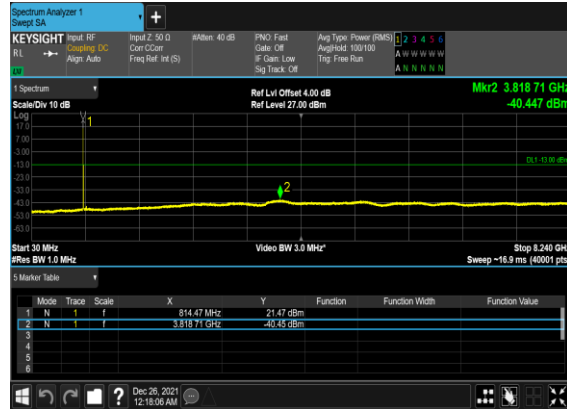 Spectrum Analyzer 1
Swept SA
+
KEYSIGHT Input: RF Input Z: 50 Ω #Atten: 40 dB PNO: Fast Avg Type: Power (RMS) 1 2 3 4 5 6
RL Coupling: DC Corr CCorr Gate: Off Avg|Hold: 100/100 A W W W W W
Align: Auto Freq Ref: Int (S) IF Gain: Low Trig: Free Run
Sig Track: Off A N N N N N
1 Spectrum Ref Lvl Offset 4.00 dB Mkr2 3.818 71 GHz
Scale/Div 10 dB Ref Level 27.00 dBm -40.447 dBm
Log
17.0
7.00
-3.00
-13.0 DL1 -13.00 dBm
-23.0
-33.0
-43.0
-53.0
-63.0
1
2
Start 30 MHz Video BW 3.0 MHz* Stop 8.240 GHz
#Res BW 1.0 MHz Sweep ~16.9 ms (40001 pts)
5 Marker Table
Mode Trace Scale X Y Function Function Width Function Value
1 N 1 f 814.47 MHz 21.47 dBm
2 N 1 f 3.818 71 GHz -40.45 dBm
3
4
5
6
? Dec 26, 2021
12:18:06 AM